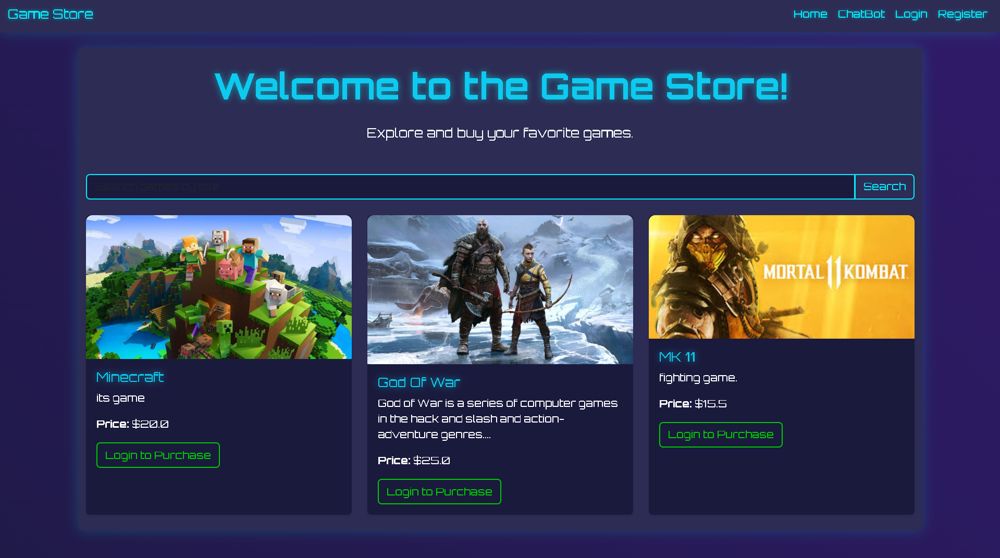 Game Store
Home ChatBot Login Register
Welcome to the Game Store!
Explore and buy your favorite games.
Search games by title
Search
MORTAL 11 KOMBAT
Minecraft
its game
Price: $20.0
Login to Purchase
God Of War
God of War is a series of computer games
in the hack and slash and action-
adventure genres....
Price: $25.0
Login to Purchase
MK 11
fighting game.
Price: $15.5
Login to Purchase